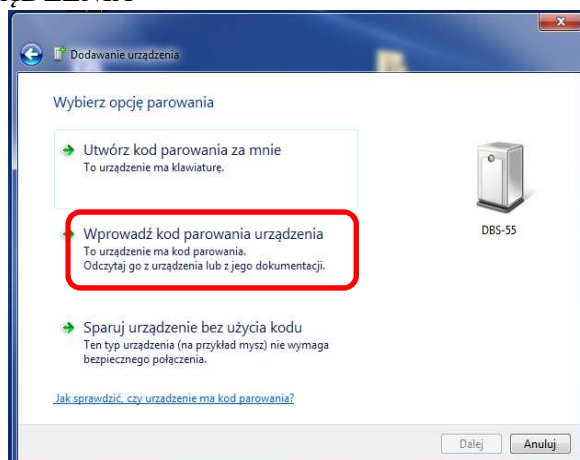 Dodawanie urządzenia
Wybierz opcję parowania
Utwórz kod parowania za mnie
To urządzenie ma klawiaturę.
Wprowadź kod parowania urządzenia
To urządzenie ma kod parowania.
Odczytaj go z urządzenia lub z jego dokumentacji.
DBS-55
Sparuj urządzenie bez użycia kodu
Ten typ urządzenia (na przykład mysz) nie wymaga
bezpiecznego połączenia.
Jak sprawdzić, czy urządzenie ma kod parowania?
Dalej Anuluj